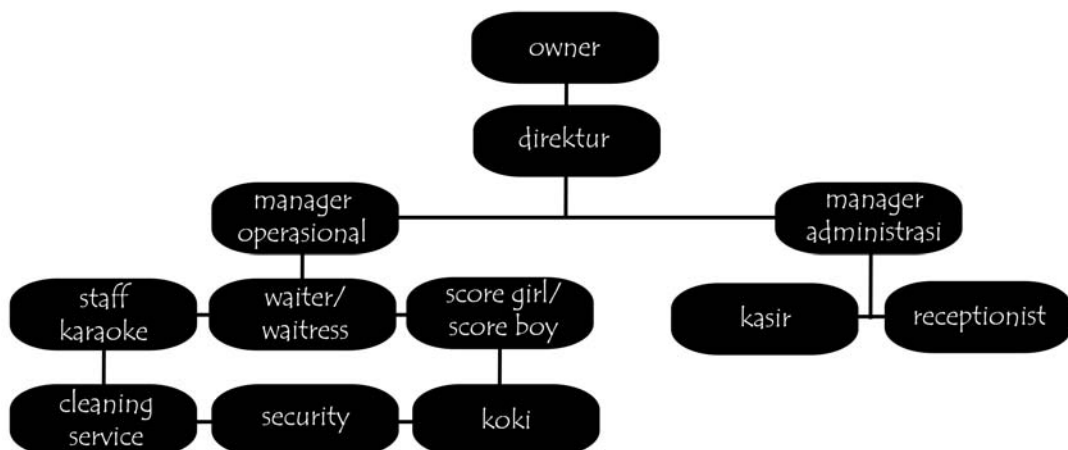 owner
direktur
manager
operasional
manager
administrasi
staff
karaoke
waiter/
waitress
score girl/
score boy
kasir
receptionist
cleaning
service
security
koki